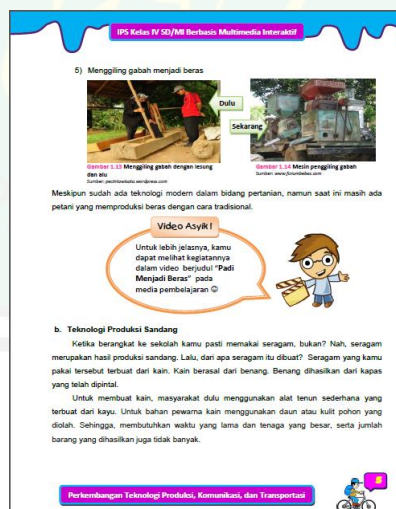 IPS Kelas IV SD/MI Berbasis Multimedia Interaktif
5) Menggiling gabah menjadi beras
Dulu
Sekarang
Gambar 1.13 Menggiling gabah dengan lesung
dan alu
Gambar 1.14 Mesin penggiling gabah
Meskipun sudah ada teknologi modern dalam bidang pertanian, namun saat ini masih ada
petani yang memproduksi beras dengan cara tradisional.
Video Asyik!
Untuk lebih jelasnya, kamu
dapat melihat kegiatannya
dalam video berjudul "Padi
Menjadi Beras" pada
media pembelajaran ☺
b. Teknologi Produksi Sandang
Ketika berangkat ke sekolah kamu pasti memakai seragam, bukan? Nah, seragam
merupakan hasil produksi sandang. Lalu, dari apa seragam itu dibuat? Seragam yang kamu
pakai tersebut terbuat dari kain. Kain berasal dari benang. Benang dihasilkan dari kapas
yang telah dipintal.
Untuk membuat kain, masyarakat dulu menggunakan alat tenun sederhana yang
terbuat dari kayu. Untuk bahan pewarna kain menggunakan daun atau kulit pohon yang
diolah. Sehingga, membutuhkan waktu yang lama dan tenaga yang besar, serta jumlah
barang yang dihasilkan juga tidak banyak.
5
Perkembangan Teknologi Produksi, Komunikasi, dan Transportasi